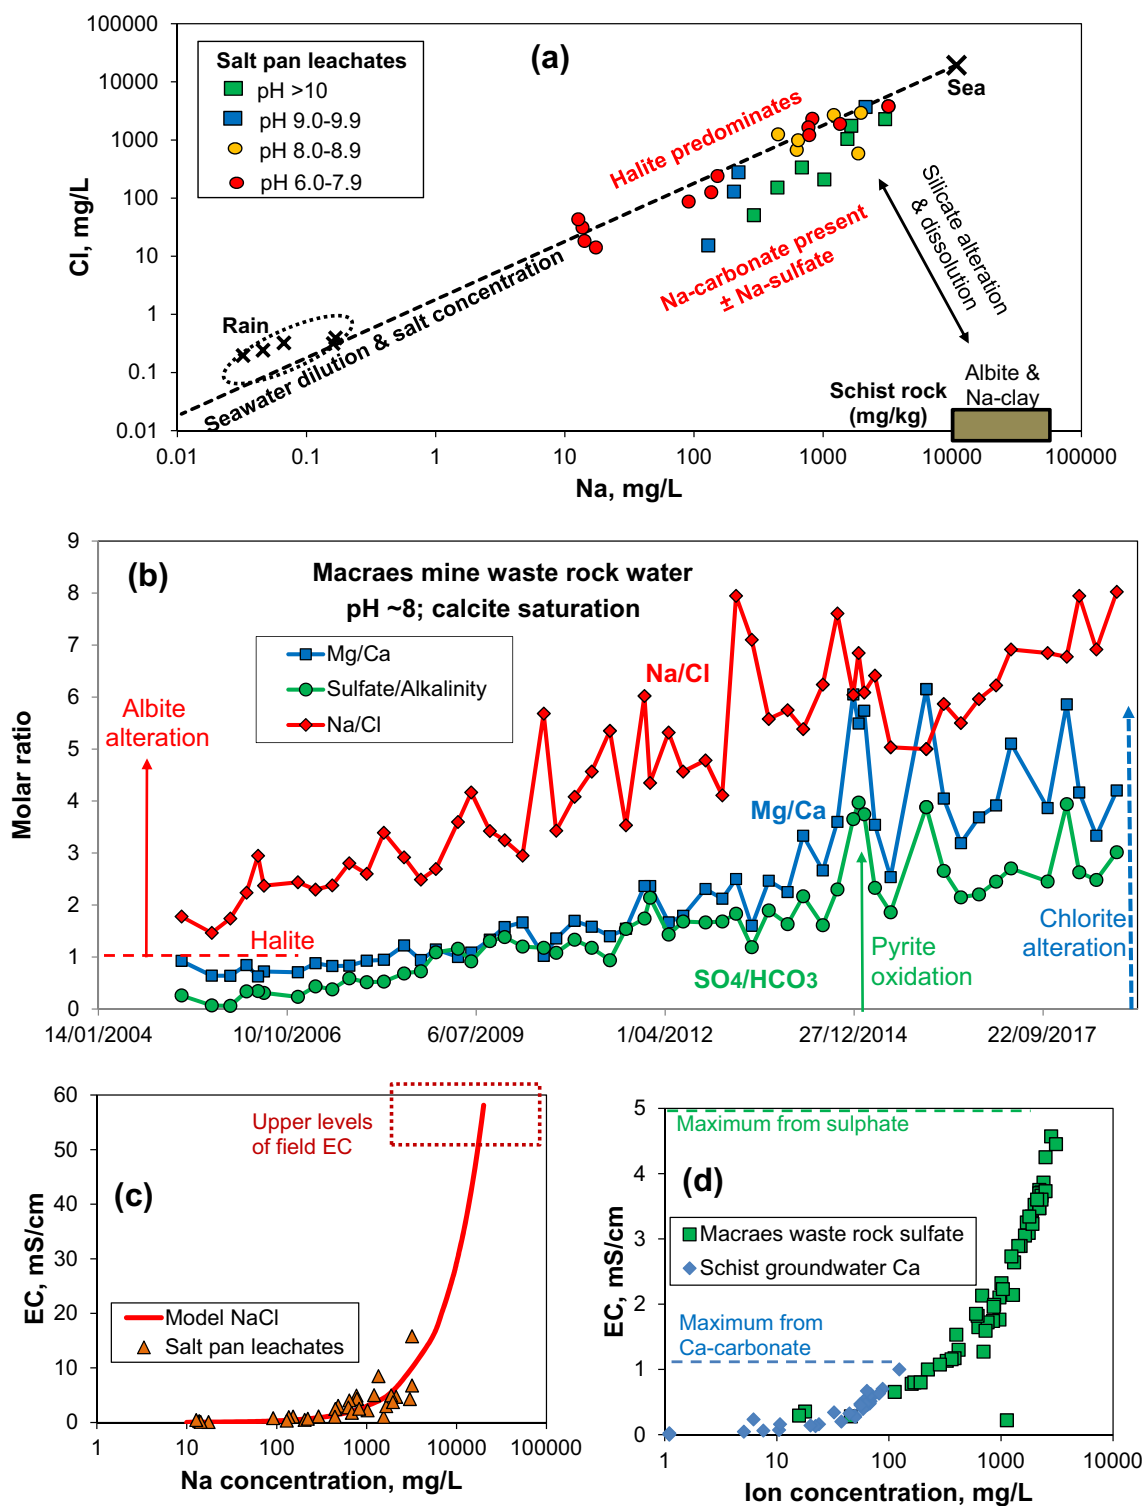 100000
10000
1000
100
10
1
0.1
0.01
Cl, mg/L
Salt pan leachates
pH >10
pH 9.0-9.9
pH 8.0-8.9
pH 6.0-7.9
(a)
Sea
Halite predominates
Silicate alteration
& dissolution
Na-carbonate present
± Na-sulfate
Rain
Seawater dilution & salt concentration
Schist rock
(mg/kg)
Albite &
Na-clay
0.01
0.1
1
10
100
1000
10000
100000
Na, mg/L
9
8
7
6
5
4
3
2
1
0
Molar ratio
(b)
Macraes mine waste rock water
pH ~8; calcite saturation
Mg/Ca
Sulfate/Alkalinity
Na/Cl
Na/Cl
Albite
alteration
Mg/Ca
Halite
SO4/HCO3
Pyrite
oxidation
Chlorite
alteration
14/01/2004
10/10/2006
6/07/2009
1/04/2012
27/12/2014
22/09/2017
60
50
40
30
20
10
0
EC, mS/cm
Upper levels
of field EC
(c)
Model NaCl
Salt pan leachates
1
10
100
1000
10000
100000
Na concentration, mg/L
5
4
3
2
1
0
EC, mS/cm
Maximum from sulphate
(d)
Macraes waste rock sulfate
Schist groundwater Ca
Maximum from
Ca-carbonate
1
10
100
1000
10000
Ion concentration, mg/L